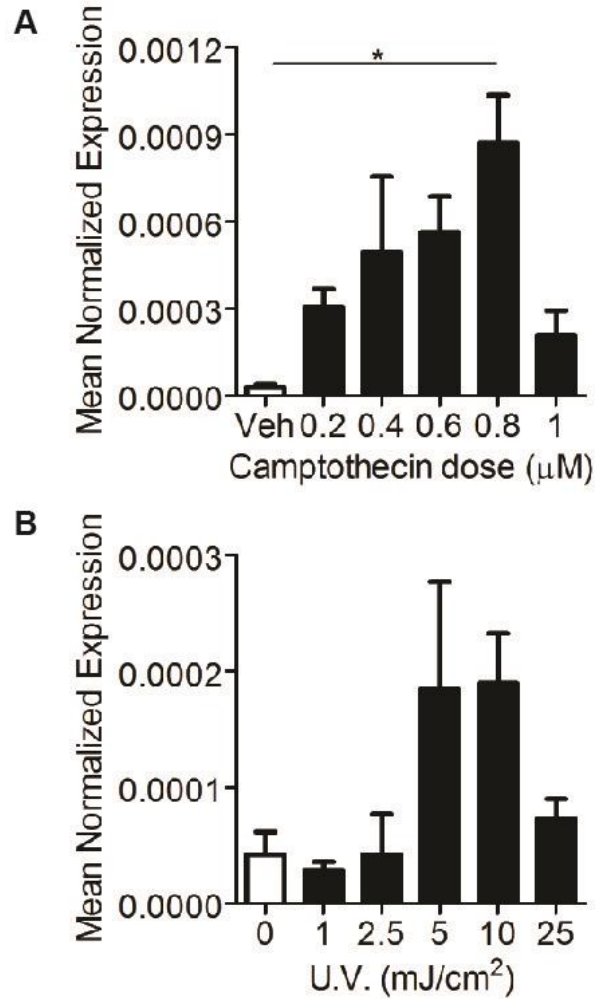 A
Mean Normalized Expression
0.0012
0.0009
0.0006
0.0003
0.0000
*
Veh 0.2 0.4 0.6 0.8 1
Camptothecin dose (μM)
B
Mean Normalized Expression
0.0003
0.0002
0.0001
0.0000
0 1 2.5 5 10 25
U.V. (mJ/cm²)